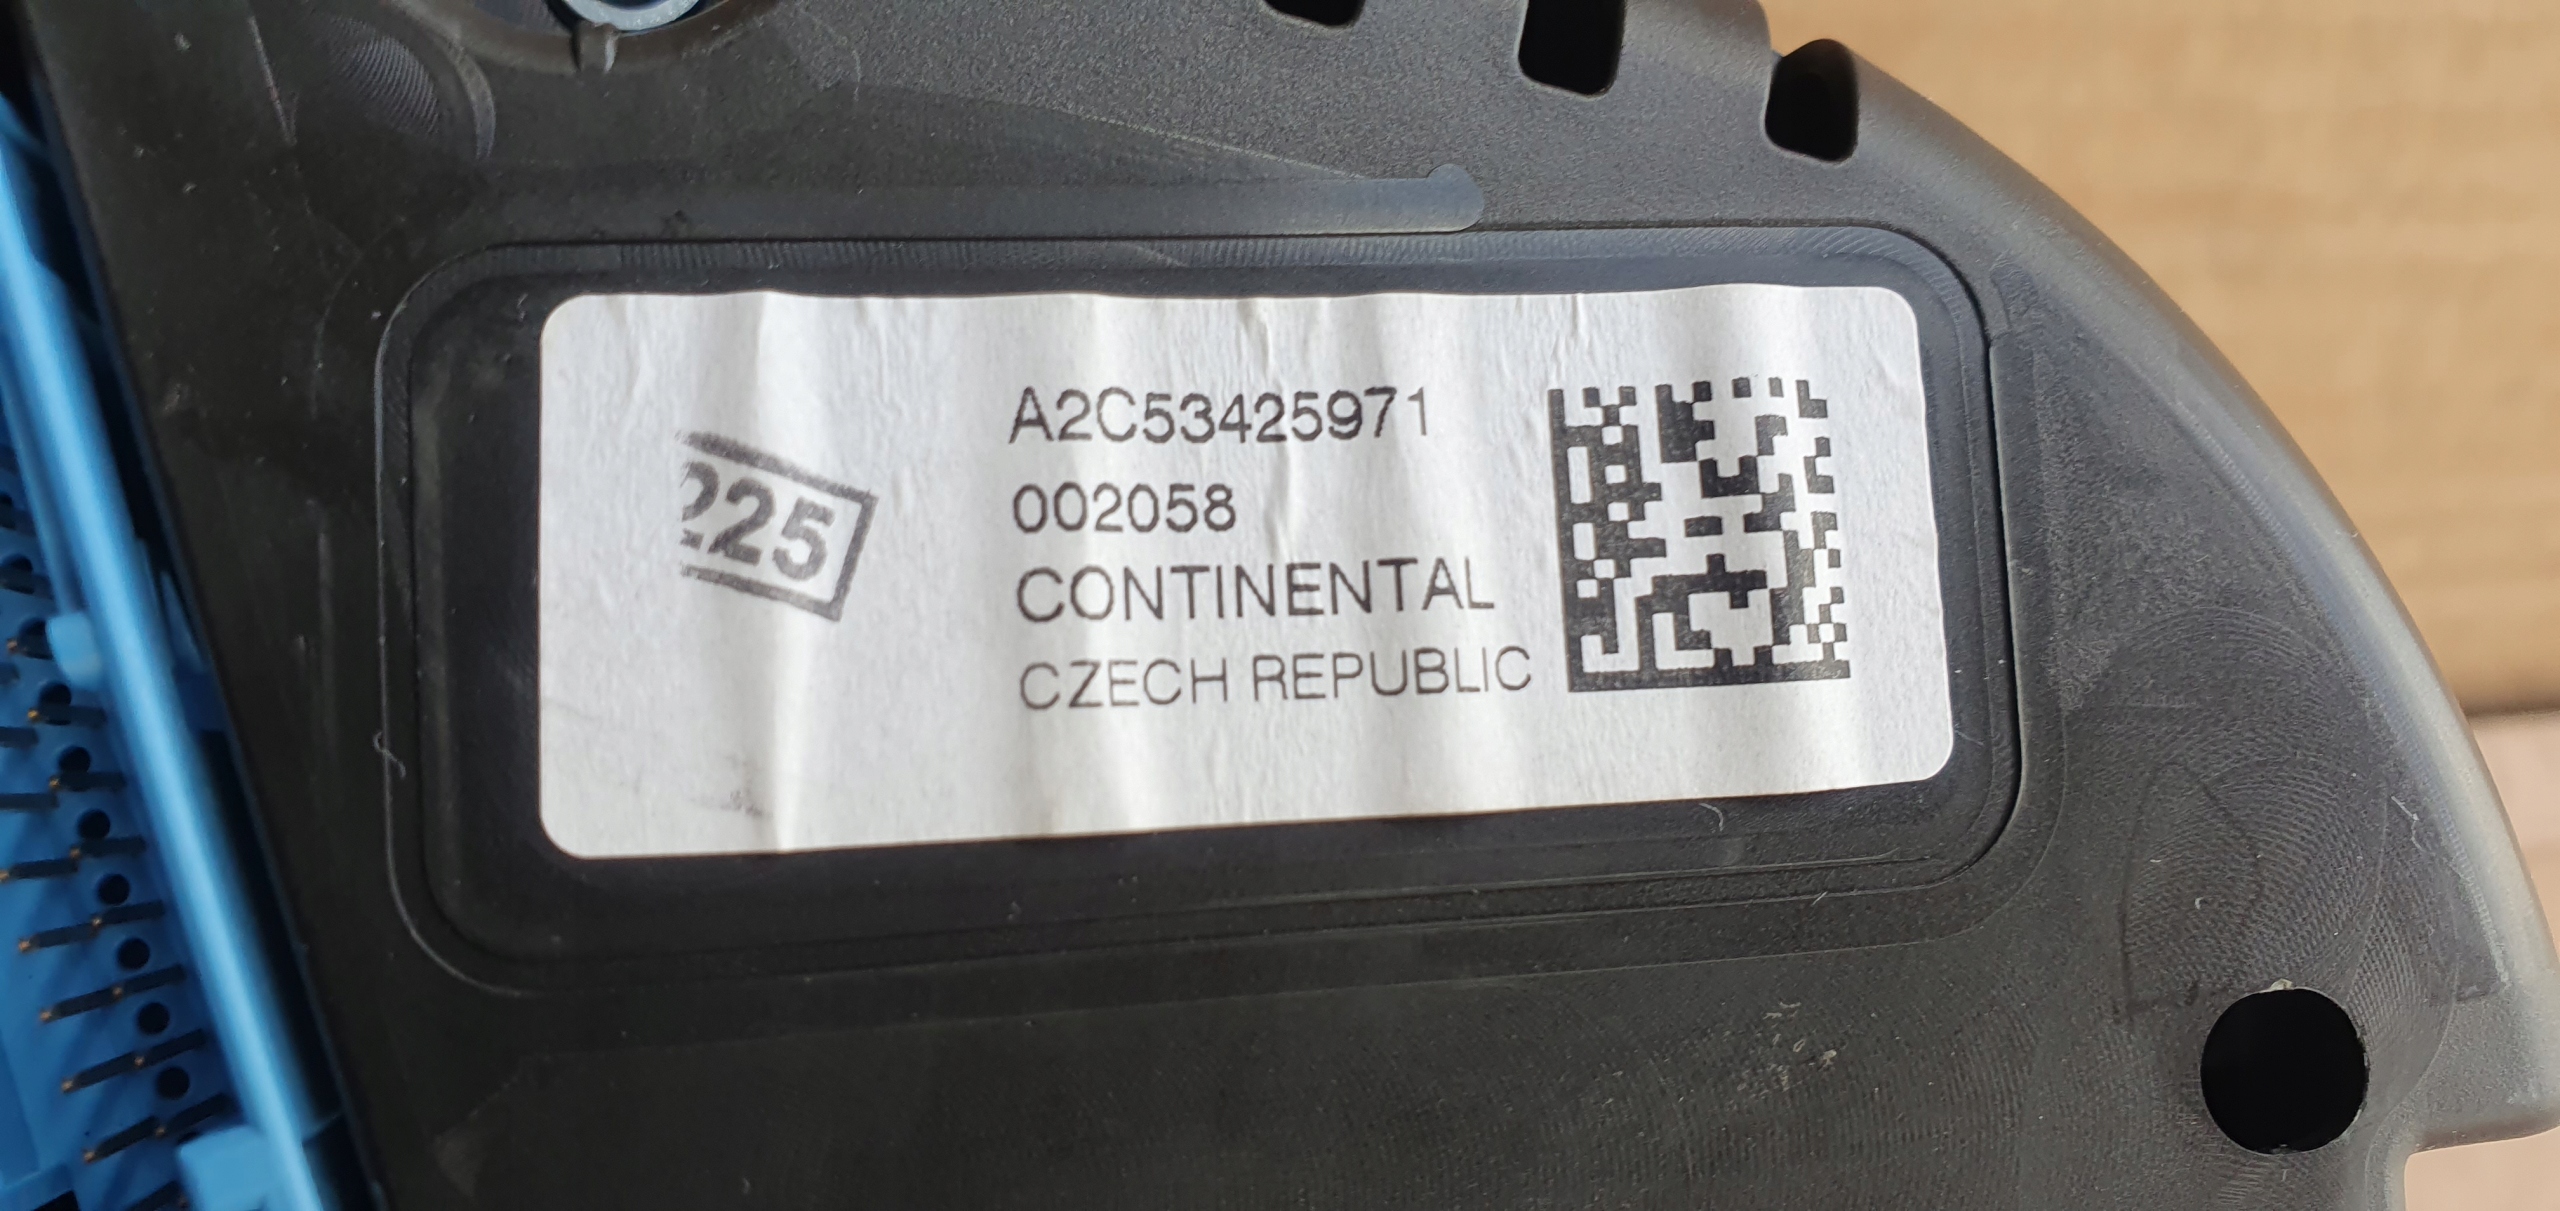 225
A2C53425971
002058
CONTINENTAL
CZECH REPUBLIC